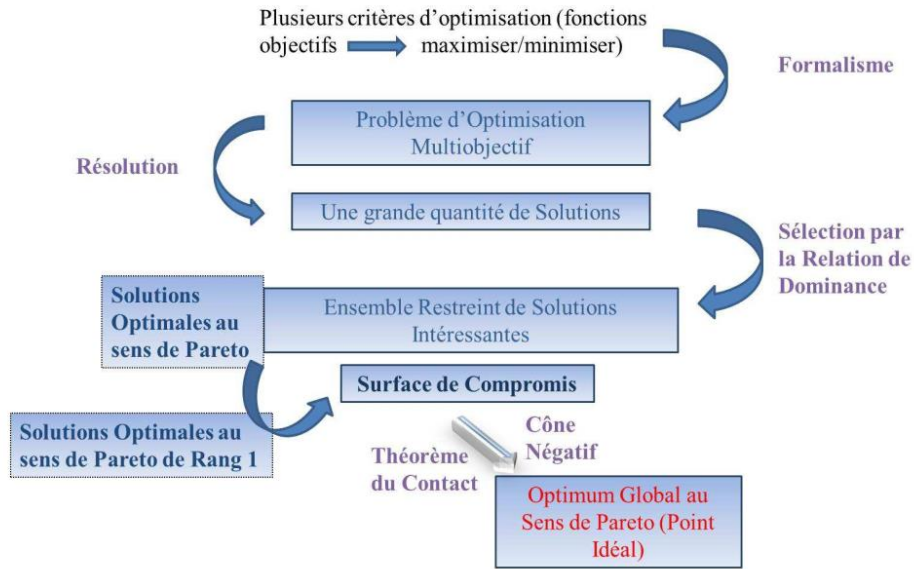 Plusieurs critères d’optimisation (fonctions
objectifs maximiser/minimiser)
Formalisme
Problème d’Optimisation
Multiobjectif
Résolution
Une grande quantité de Solutions
Sélection par
la Relation de
Dominance
Solutions
Optimales au
sens de Pareto
Ensemble Restreint de Solutions
Intéressantes
Surface de Compromis
Solutions Optimales au
sens de Pareto de Rang 1
Cône
Négatif
Théorème
du Contact
Optimum Global au
Sens de Pareto (Point
Idéal)